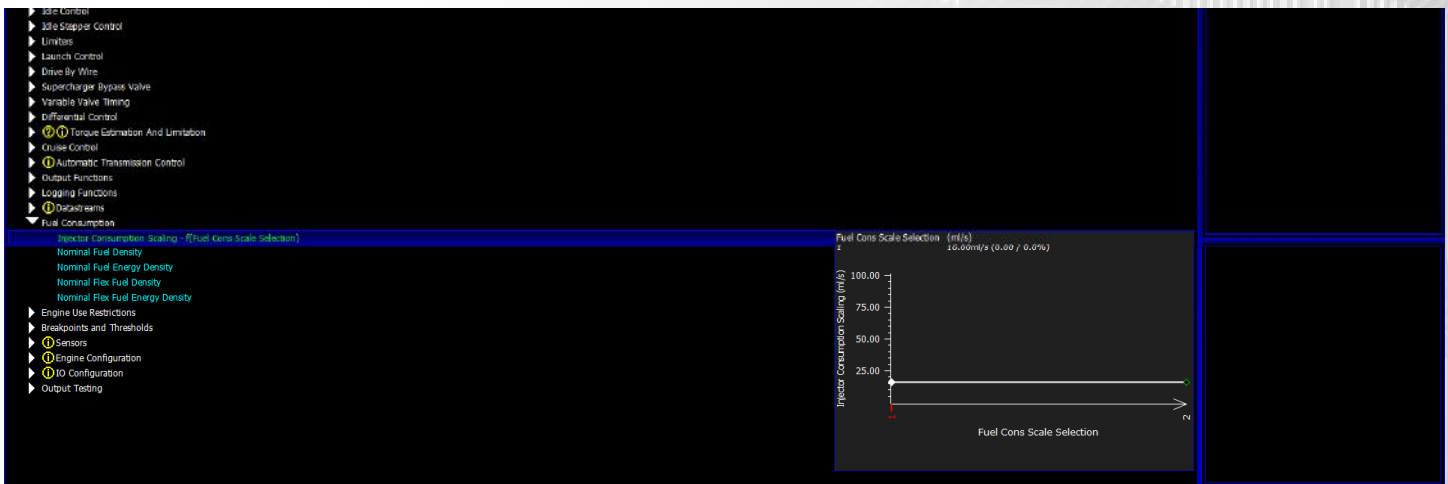 Idle Control
Idle Stepper Control
Limiters
Launch Control
Drive By Wire
Supercharger Bypass Valve
Variable Valve Timing
Differential Control
Torque Estimation And Limitation
Cruise Control
Automatic Transmission Control
Output Functions
Logging Functions
Datastreams
Fuel Consumption
Injector Consumption Scaling - f(Fuel Cons Scale Selection)
Nominal Fuel Density
Nominal Fuel Energy Density
Nominal Flex Fuel Density
Nominal Flex Fuel Energy Density
Engine Use Restrictions
Breakpoints and Thresholds
Sensors
Engine Configuration
IO Configuration
Output Testing
Fuel Cons Scale Selection (ml/s)
1 16.00ml/s (0.00 / 0.0%)
Injector Consumption Scaling (ml/s)
100.00
75.00
50.00
25.00
1 2
Fuel Cons Scale Selection